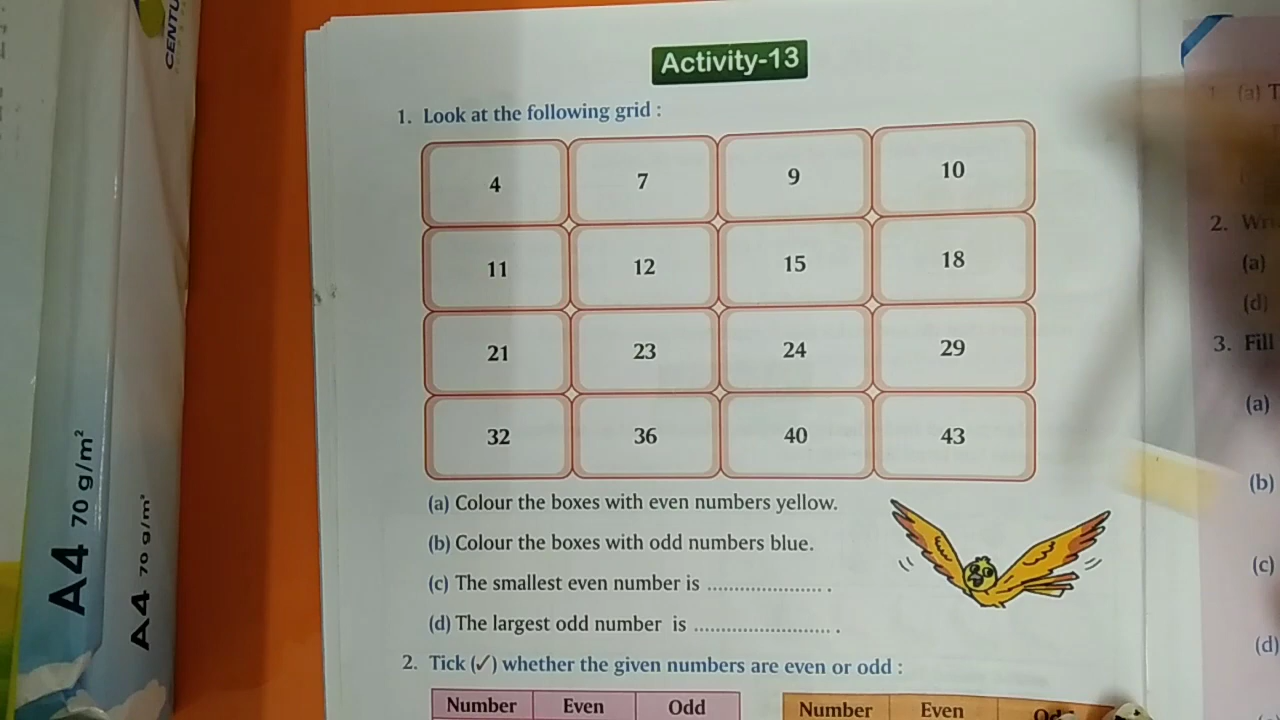 CENTU
A4 70 g/m²
A4 70 g/m²
Activity-13
1. Look at the following grid :
4 7 9 10
11 12 15 18
21 23 24 29
32 36 40 43
(a) Colour the boxes with even numbers yellow.
(b) Colour the boxes with odd numbers blue.
(c) The smallest even number is ...................... .
(d) The largest odd number is .......................... .
2. Tick (✓) whether the given numbers are even or odd :
Number Even Odd
Number Even
1. (a) T
2.
(a)
(d)
3. Fill
(a)
(b)
(c)
(d)